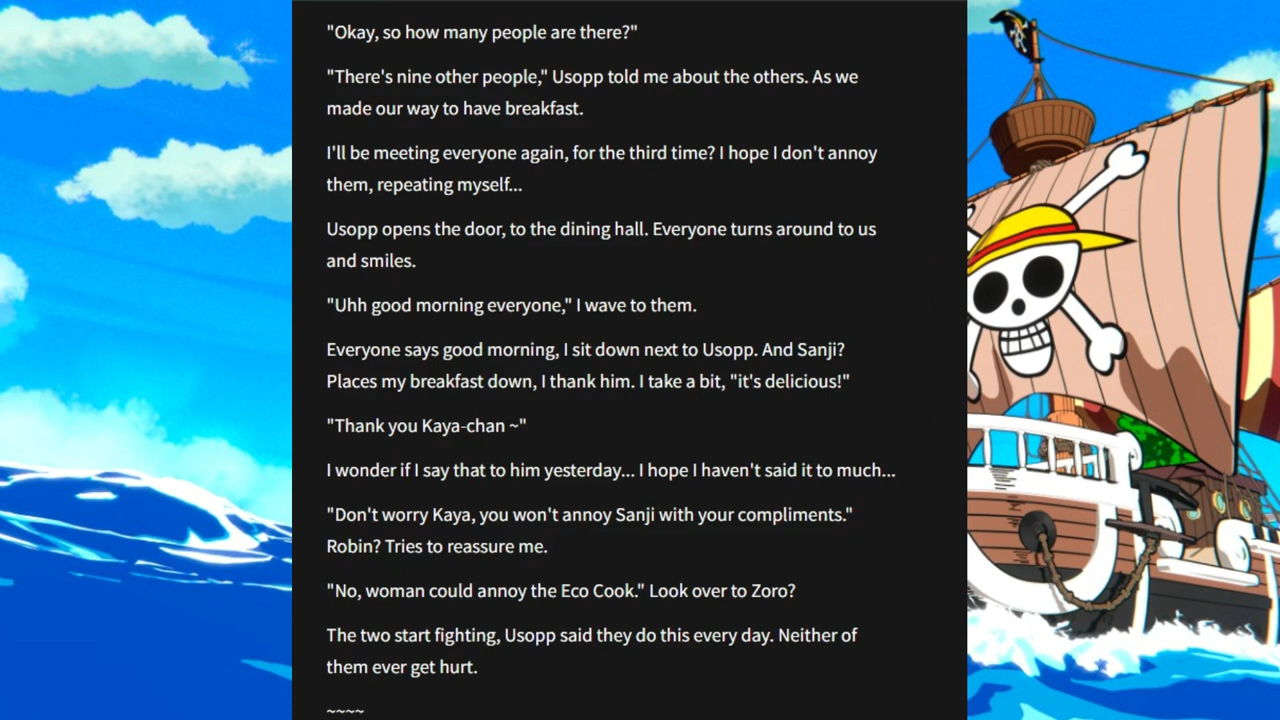 "Okay, so how many people are there?"
"There's nine other people," Usopp told me about the others. As we
made our way to have breakfast.
I'll be meeting everyone again, for the third time? I hope I don't annoy
them, repeating myself...
Usopp opens the door, to the dining hall. Everyone turns around to us
and smiles.
"Uhh good morning everyone," I wave to them.
Everyone says good morning, I sit down next to Usopp. And Sanji?
Places my breakfast down, I thank him. I take a bit, "it's delicious!"
"Thank you Kaya-chan ~"
I wonder if I say that to him yesterday... I hope I haven't said it to much...
"Don't worry Kaya, you won't annoy Sanji with your compliments."
Robin? Tries to reassure me.
"No, woman could annoy the Eco Cook." Look over to Zoro?
The two start fighting, Usopp said they do this every day. Neither of
them ever get hurt.
~~~~